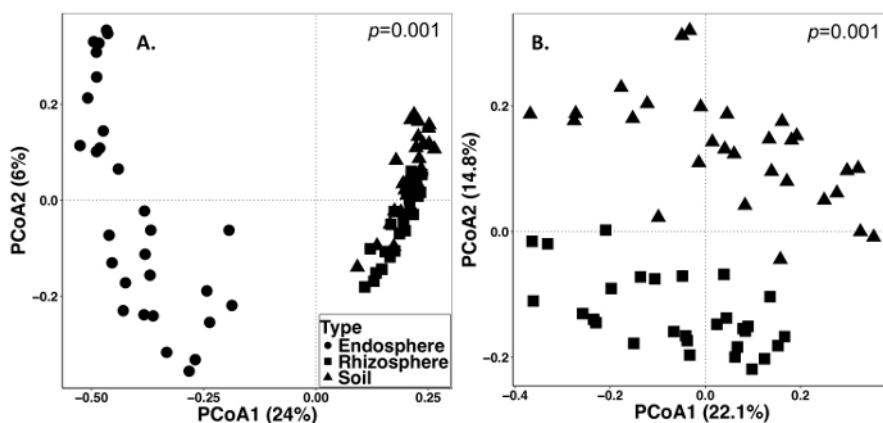 A.
p=0.001
0.2
0.0
−0.2
PCoA2 (6%)
−0.50
−0.25
0.00
0.25
PCoA1 (24%)
Type
Endosphere
Rhizosphere
Soil
B.
p=0.001
0.2
0.0
−0.2
PCoA2 (14.8%)
−0.4
−0.2
0.0
0.2
PCoA1 (22.1%)